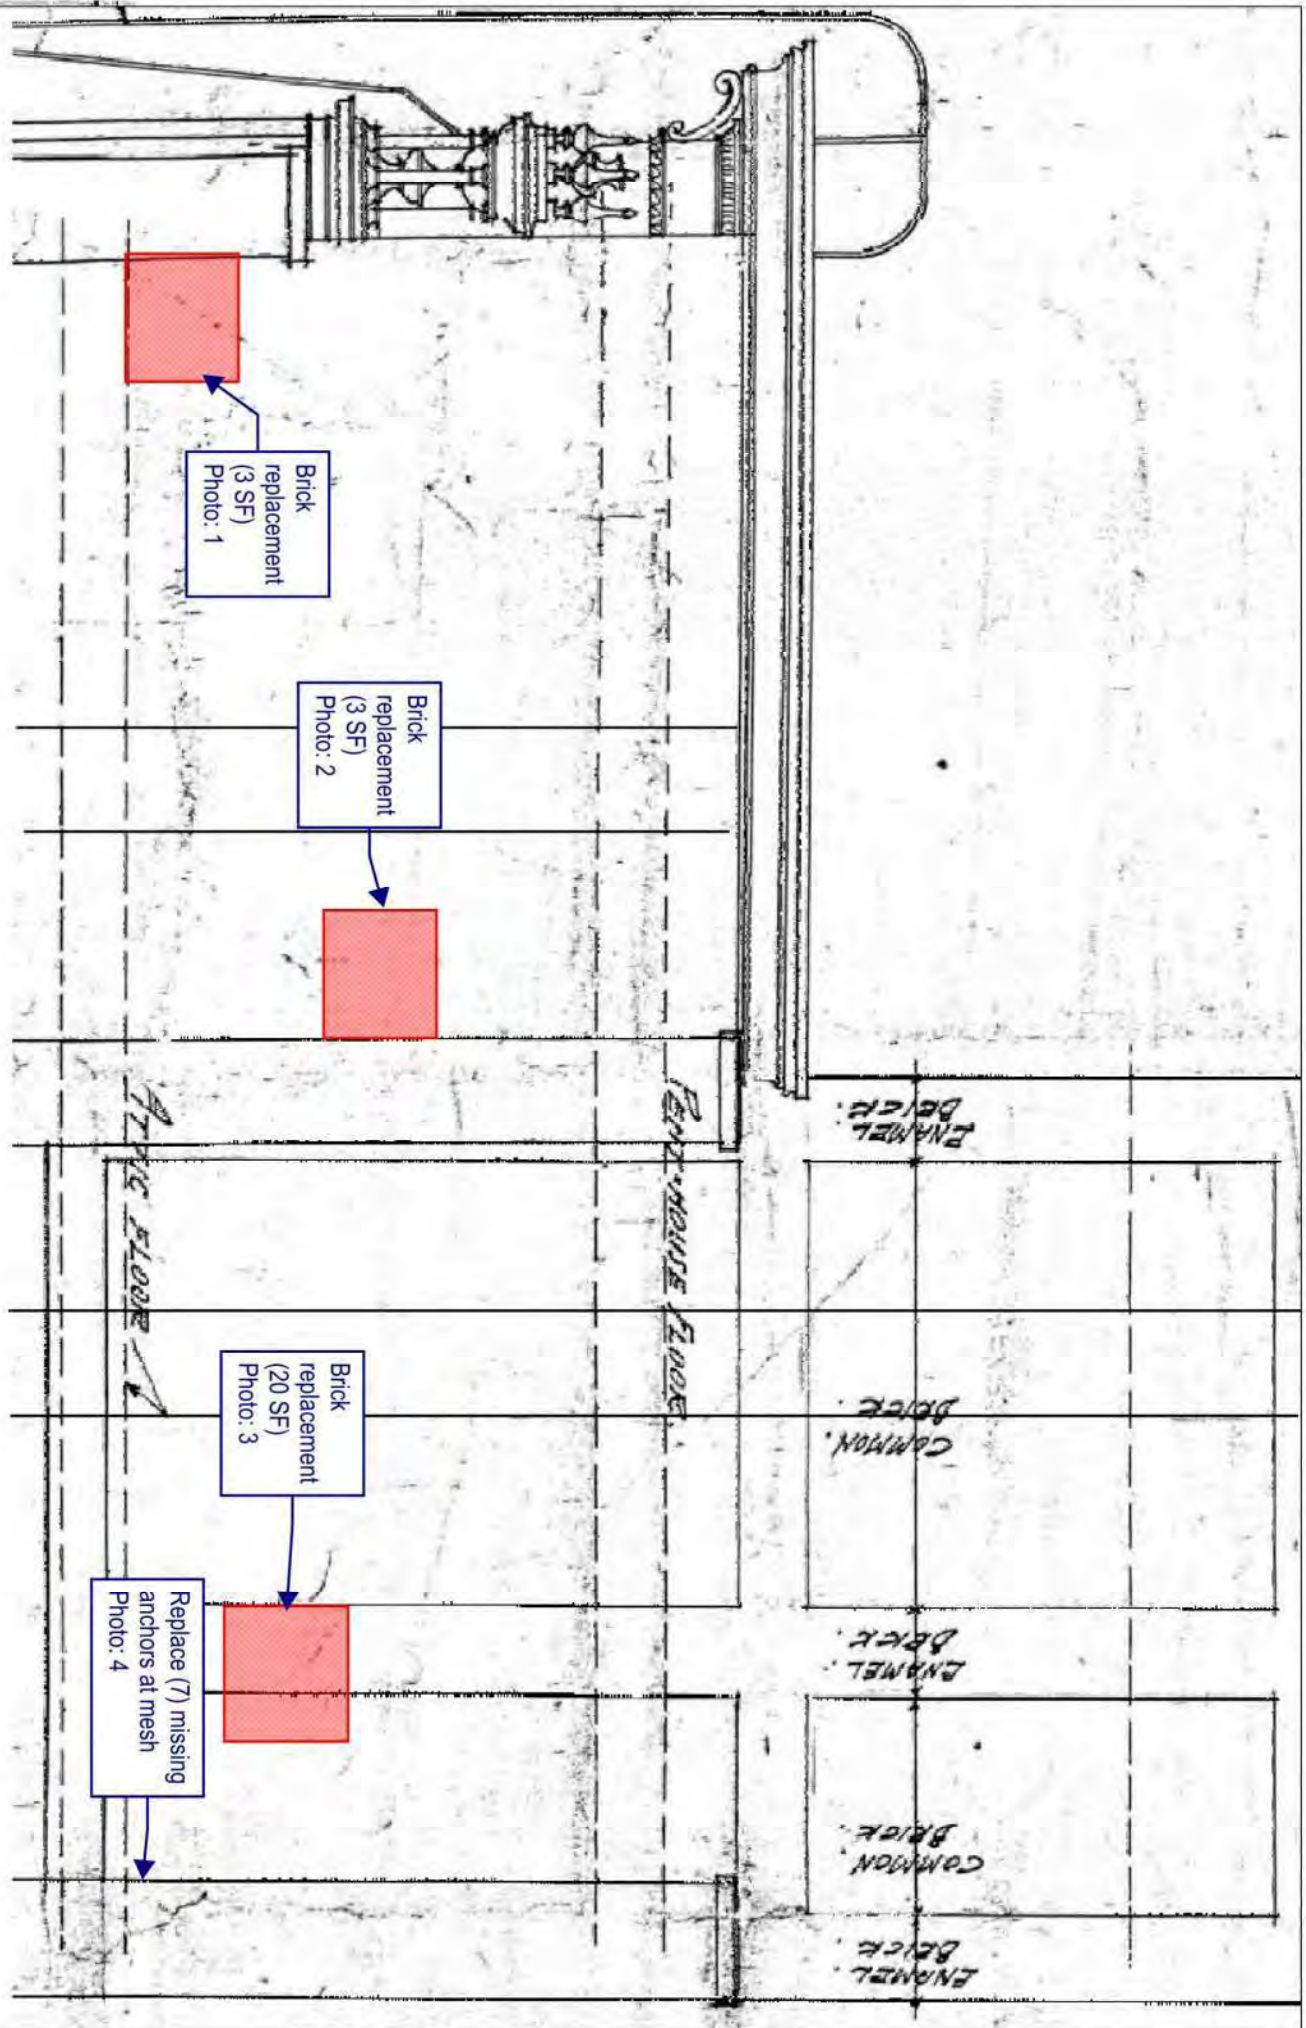 Brick
replacement
(3 SF)
Photo: 1
Brick
replacement
(3 SF)
Photo: 2
Brick
replacement
(20 SF)
Photo: 3
Replace (7) missing
anchors at mesh
Photo: 4
PENT-HOUSE FLOOR.
ATTIC FLOOR
ENAMEL
BRICK.
COMMON.
BRICK.
ENAMEL.
BRICK.
COMMON
BRICK.
ENAMEL.
BRICK